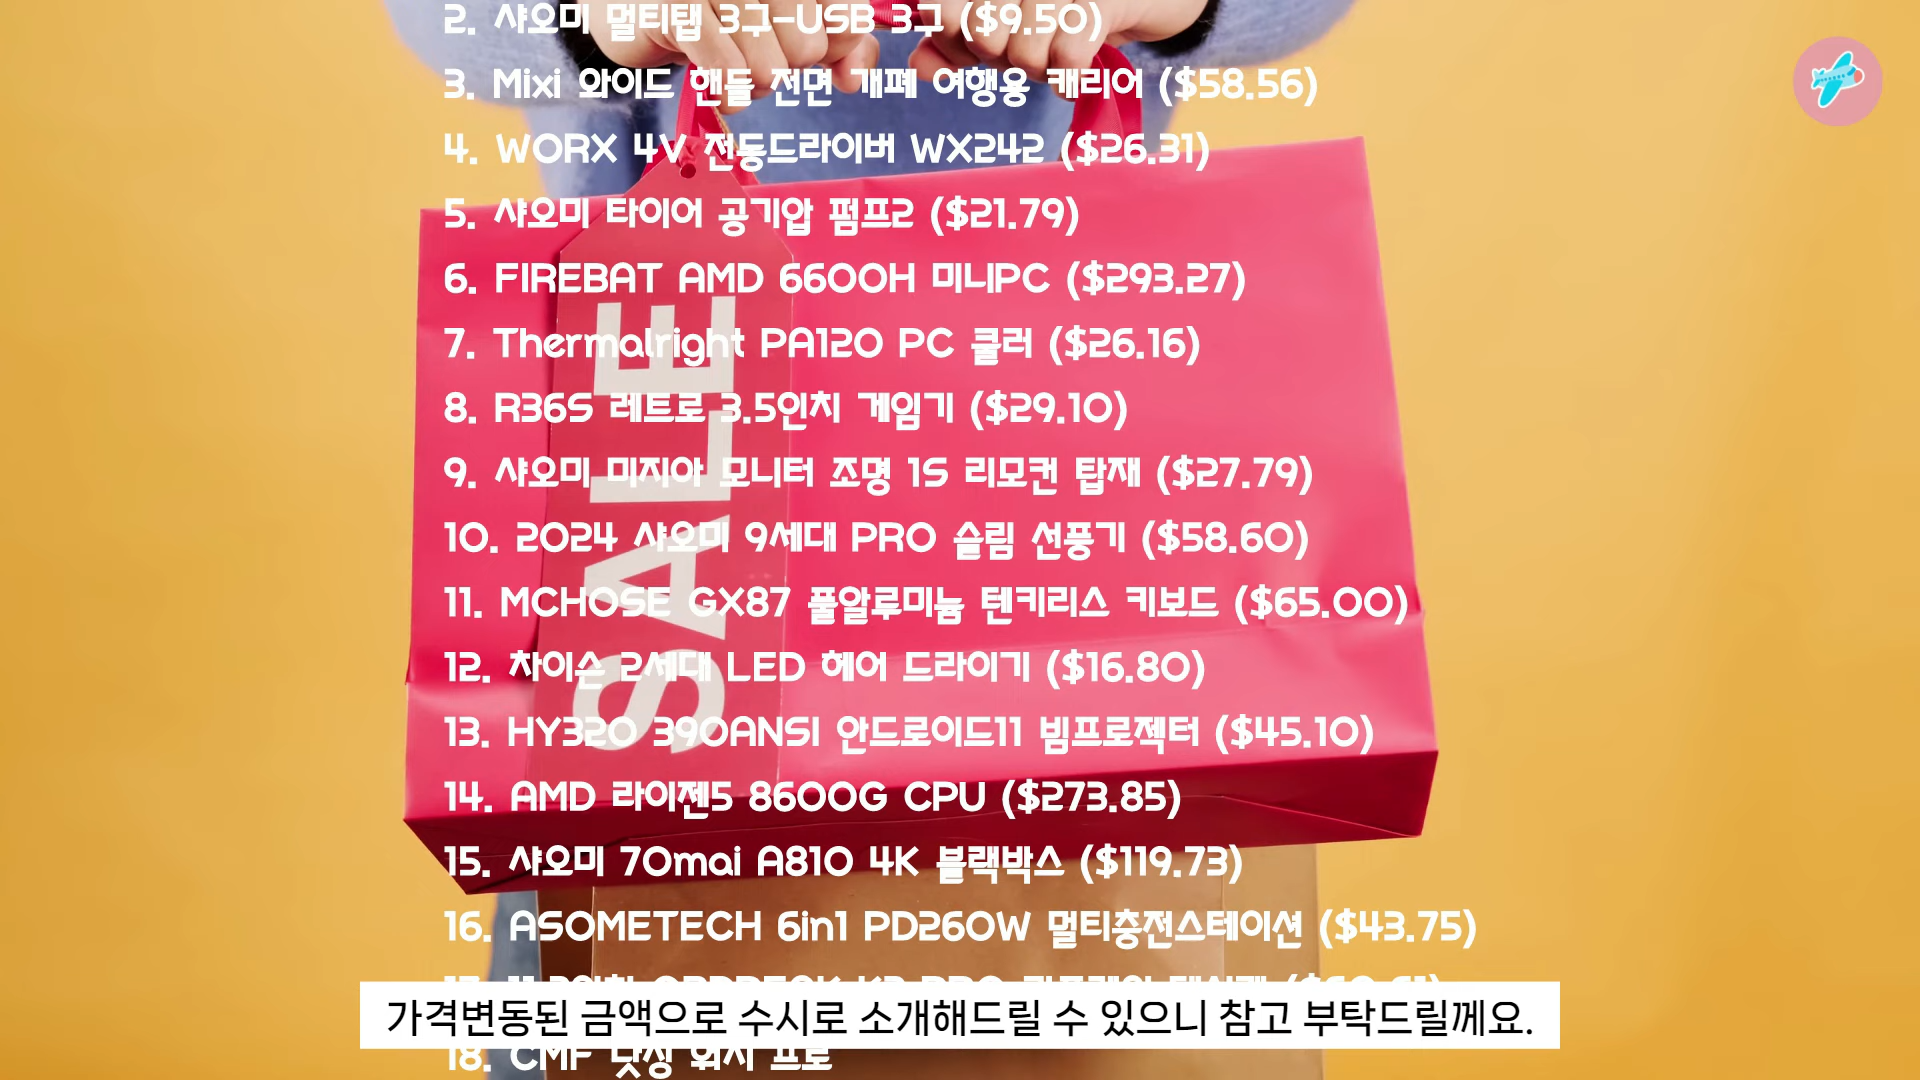 2. 샤오미 멀티탭 3구-USB 3구 ($9.50)
3. Mixi 와이드 핸들 전면 개폐 여행용 캐리어 ($58.56)
4. WORX 4V 전동드라이버 WX242 ($26.31)
5. 샤오미 타이어 공기압 펌프2 ($21.79)
6. FIREBAT AMD 6600H 미니PC ($293.27)
7. Thermalright PA120 PC 쿨러 ($26.16)
8. R36S 레트로 3.5인치 게임기 ($29.10)
9. 샤오미 미지아 모니터 조명 1S 리모컨 탑재 ($27.79)
10. 2024 샤오미 9세대 PRO 슬림 선풍기 ($58.60)
11. MCHOSE GX87 풀알루미늄 텐키리스 키보드 ($65.00)
12. 차이슨 2세대 LED 헤어 드라이기 ($16.80)
13. HY320 390ANSI 안드로이드11 빔프로젝터 ($45.10)
14. AMD 라이젠5 8600G CPU ($273.85)
15. 샤오미 70mai A810 4K 블랙박스 ($119.73)
16. ASOMETECH 6in1 PD260W 멀티충전스테이션 ($43.75)
가격변동된 금액으로 수시로 소개해드릴 수 있으니 참고 부탁드릴께요.
18. CMF 낫싱 워치 프로
SALE